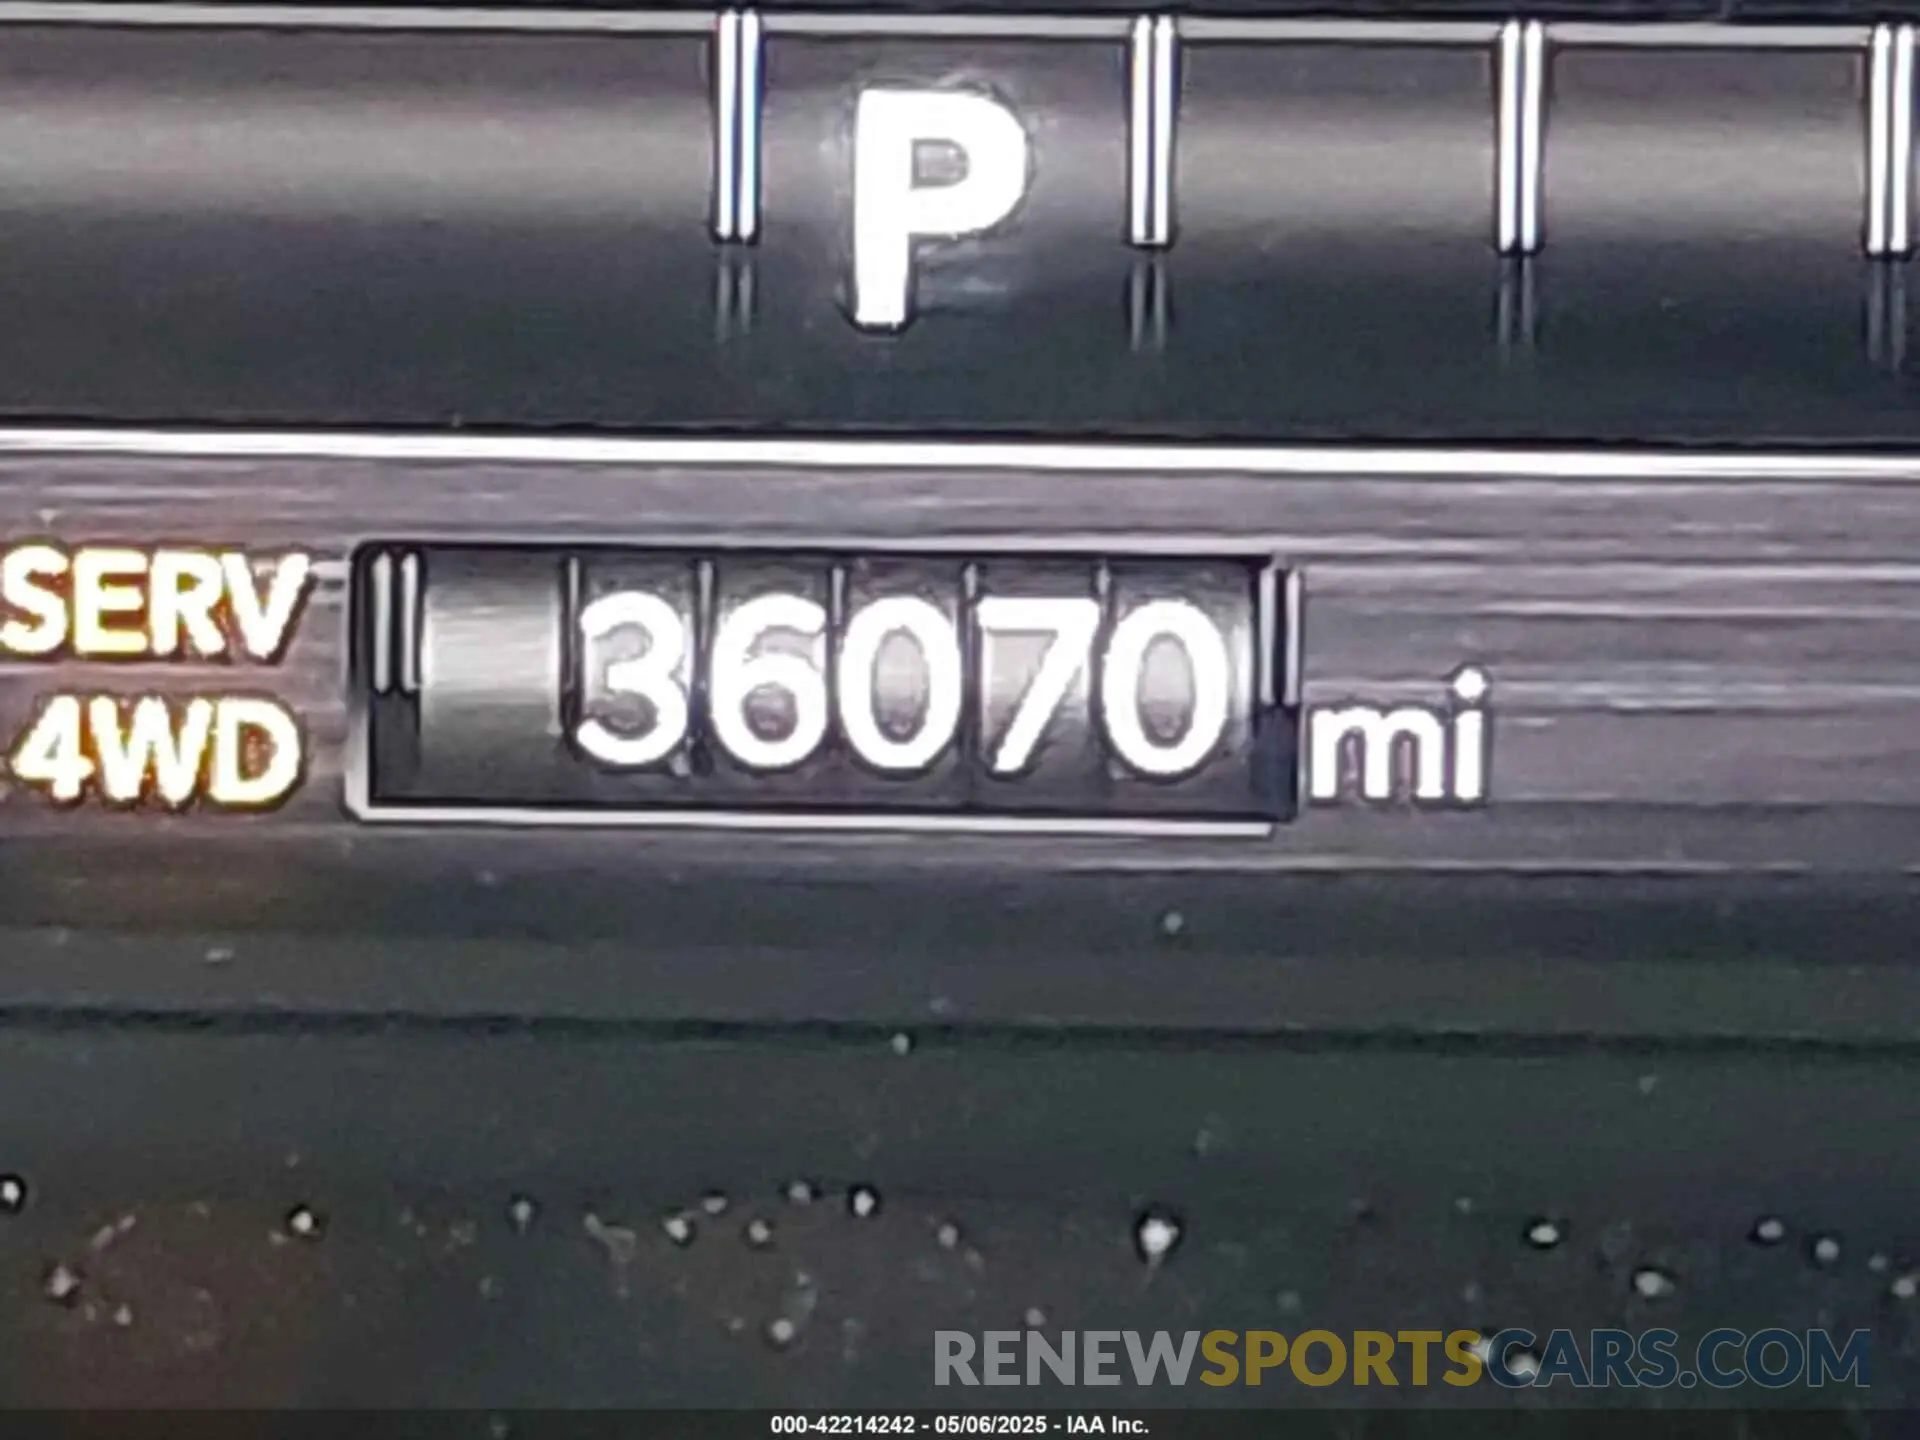 P
SERV
4WD
36070 mi
RENEWSPORTSCARS.COM
000-42214242 - 05/06/2025 - IAA Inc.